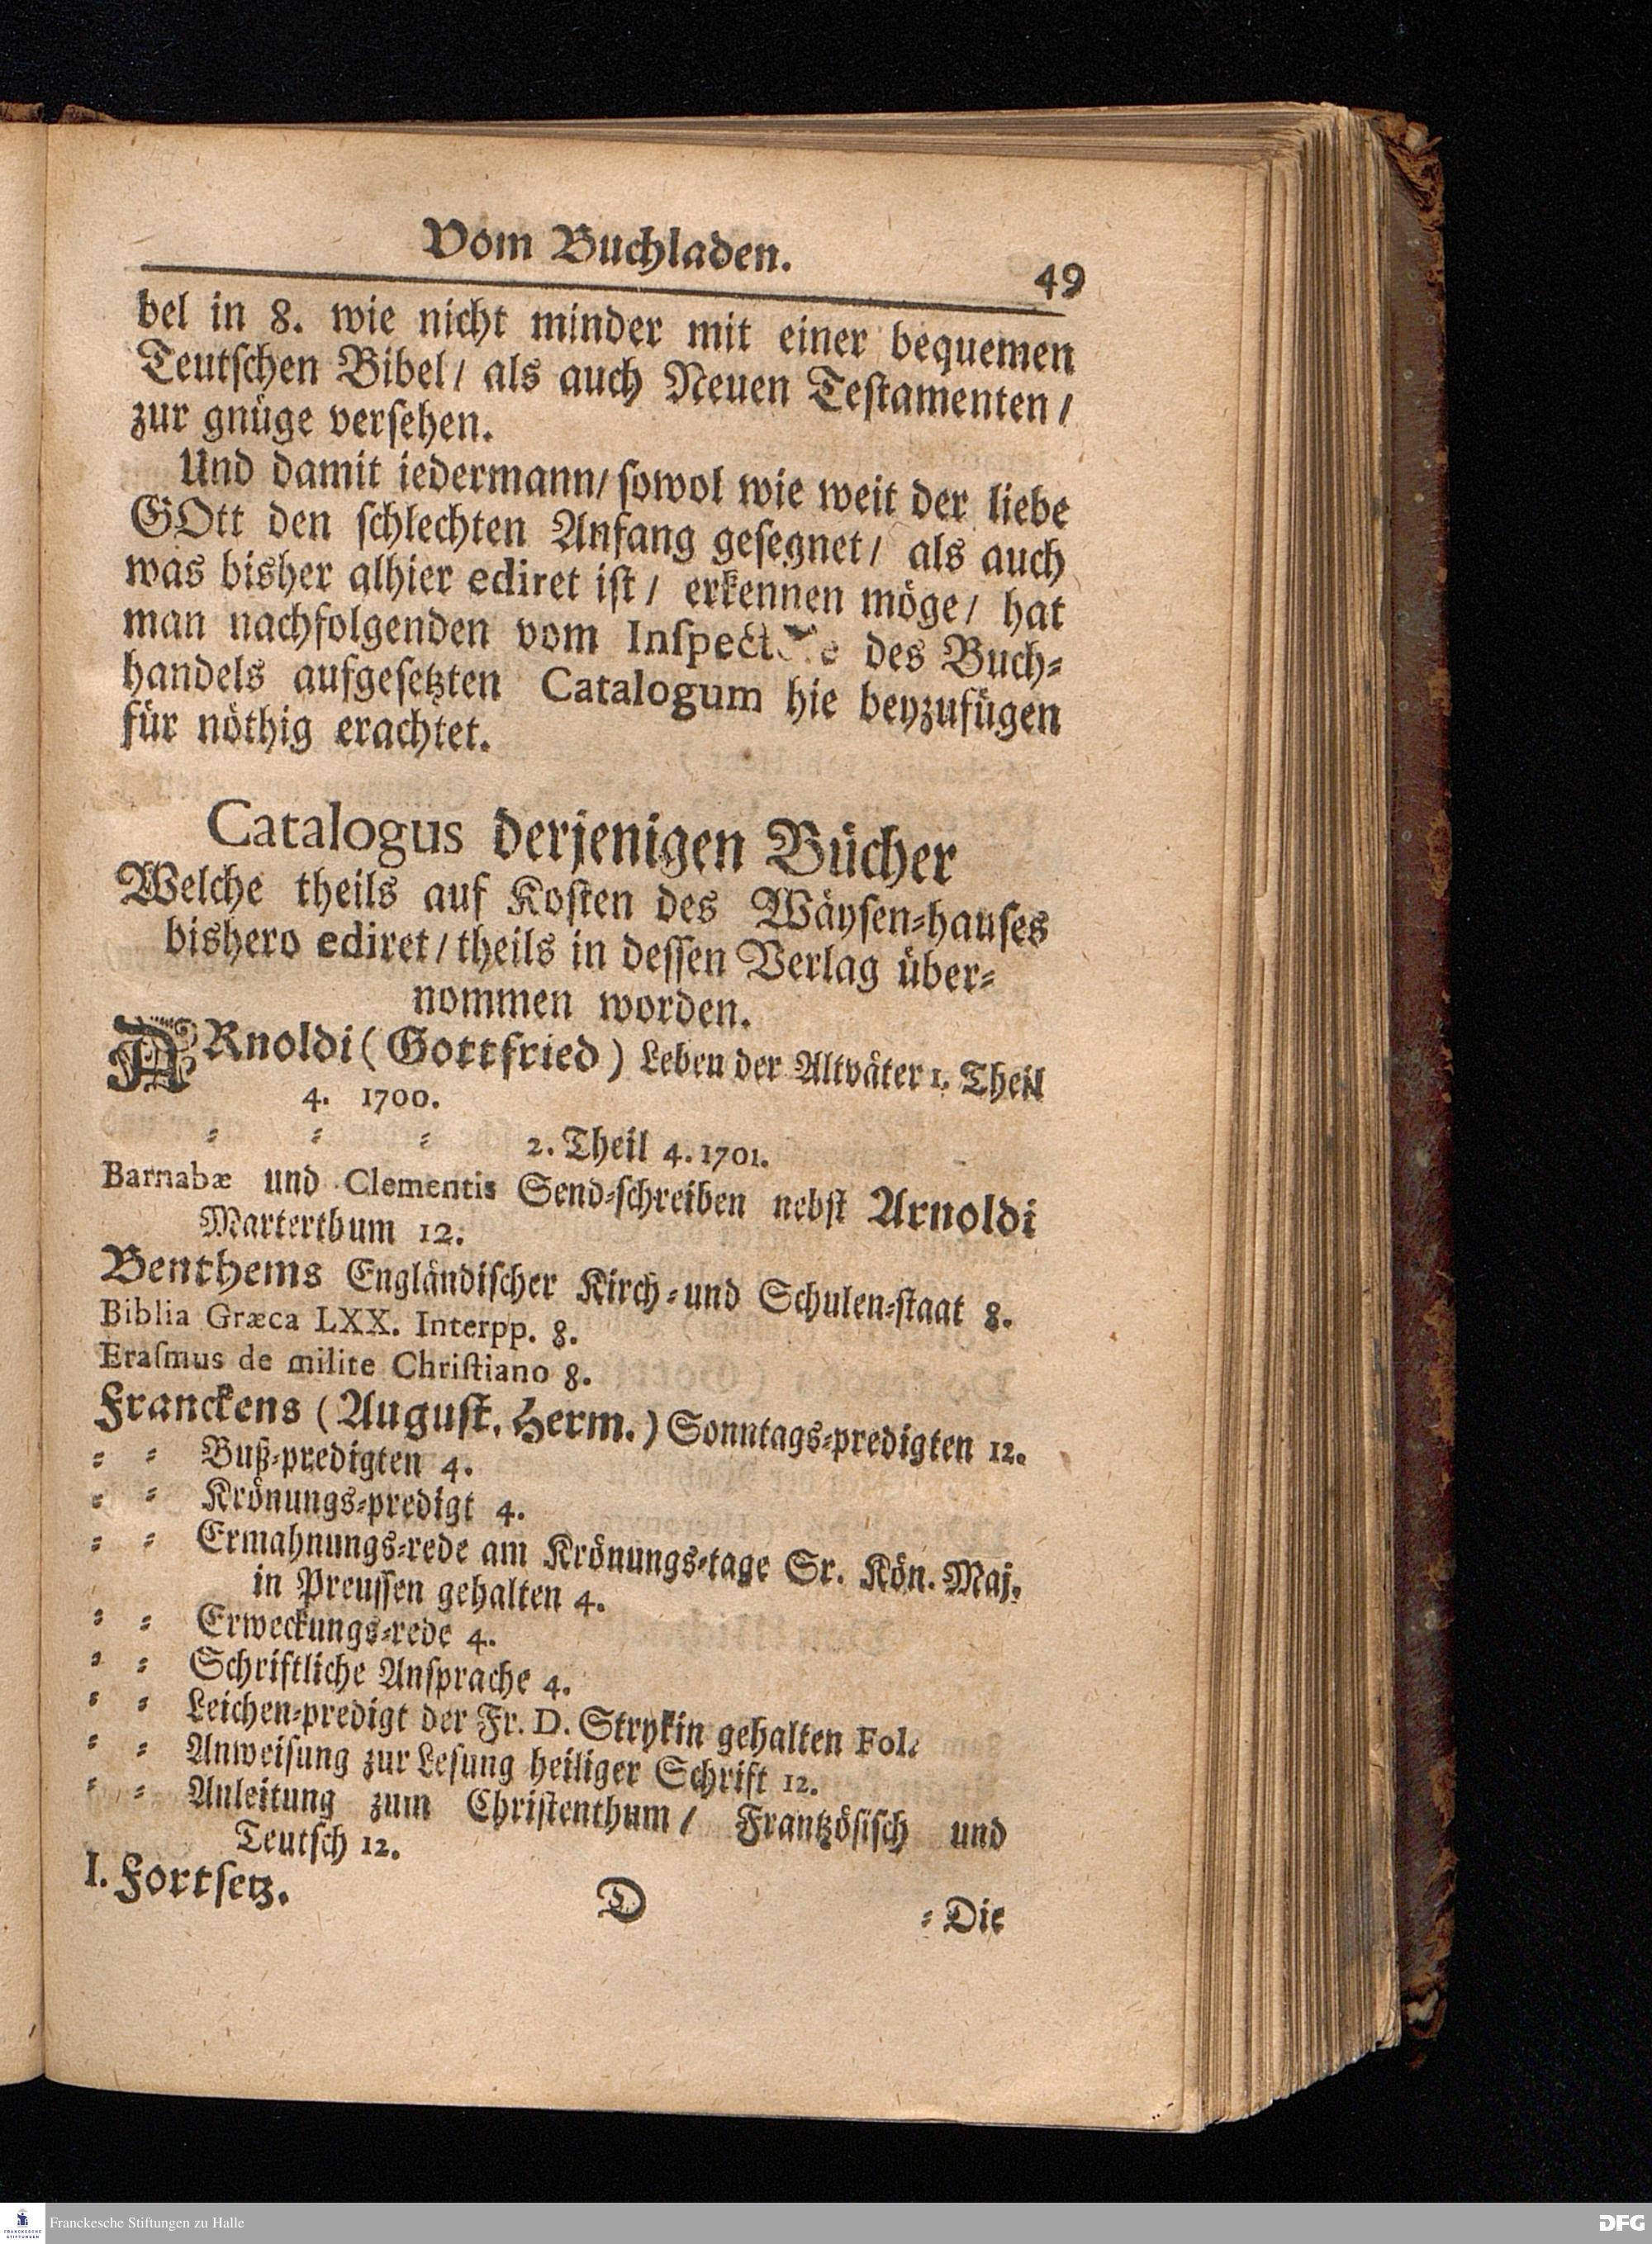 Vom Buchladen.
49
bel in 8. wie nicht minder mit einer bequemen
Teutſchen Bibel / als auch Neuen Teſtamenten /
zur gnüge verſehen.
Und damit iedermann / ſowol wie weit der liebe
GOtt den ſchlechten Anfang geſegnet / als auch
was bisher alhier ediret iſt / erkennen möge / hat
man nachfolgenden vom des Buch⸗
handels aufgeſetzten Catalogum hie beyzufügen
für nöthig erachtet.
Catalogus derjenigen Bücher
Welche theils auf Koſten des Wäyſen⸗hauſes
bishero ediret / theils in deſſen Verlag über⸗
nommen worden.
ARnoldi (Gottfried) Leben der Altväter 1. Theil
4. 1700.
⸗ ⸗ ⸗ 2. Theil 4. 1701.
Barnabæ und Clementis Send⸗ſchreiben nebſt Arnoldi
Marterthum 12.
Benthems Engländiſcher Kirch⸗und Schulen⸗ſtaat 8.
Biblia Græca LXX. Interpp. 8.
Eraſmus de milite Chriſtiano 8.
Franckens (Auguſt. Herm.) Sonntags⸗predigten 12.
⸗ ⸗ Buß⸗predigten 4.
⸗ ⸗ Krönungs⸗predigt 4.
⸗ ⸗ Ermahnungs⸗rede am Krönungs⸗tage Sr. Kön. Maj.
in Preuſſen gehalten 4.
⸗ ⸗ Erweckungs⸗rede 4.
⸗ ⸗ Schriftliche Anſprache 4.
⸗ ⸗ Leichen⸗predigt der Fr. D. Strykin gehalten Fol.
⸗ ⸗ Anweiſung zur Leſung heiliger Schrift 12.
⸗ ⸗ Anleitung zum Chriſtenthum / Frantzöſiſch und
Teutſch 12.
I. Fortſetz.
D
⸗ Die
FRANCKESCHE STIFTUNGEN
Franckesche Stiftungen zu Halle
DFG